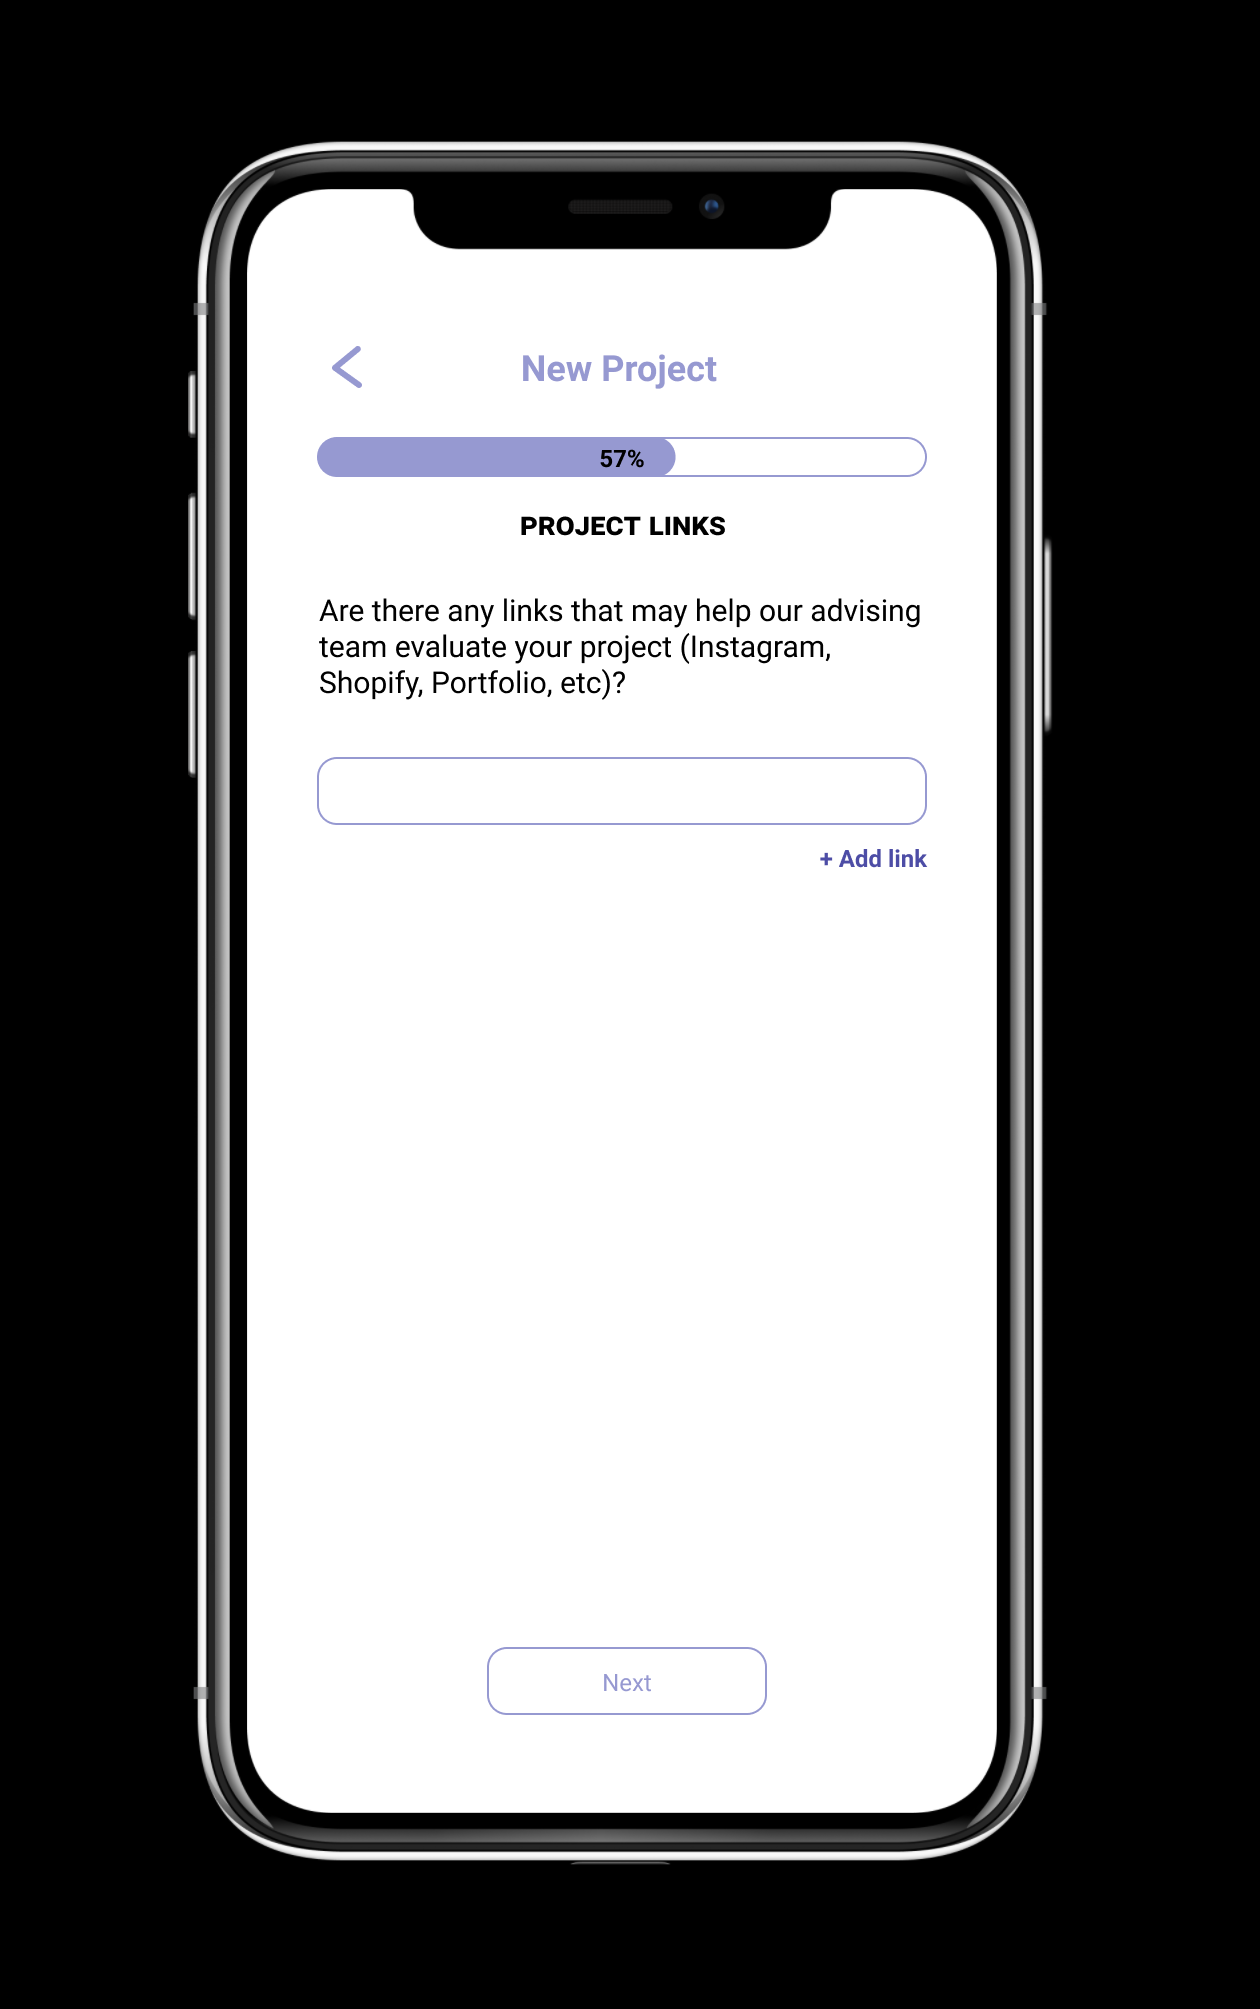 New Project
57%
PROJECT LINKS
Are there any links that may help our advising
team evaluate your project (Instagram,
Shopify, Portfolio, etc)?
+ Add link
Next